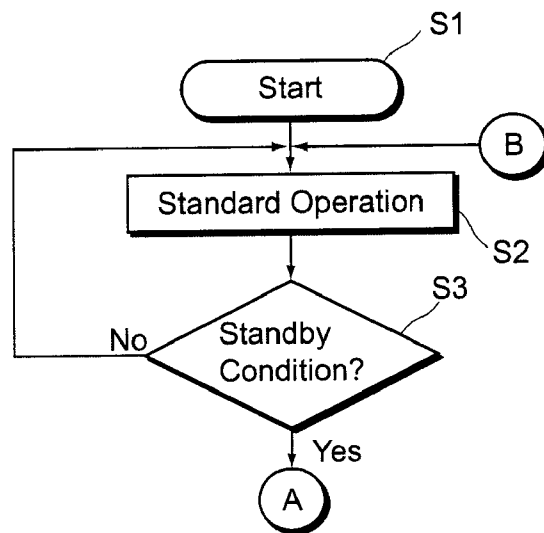 S1
Start
B
Standard Operation
S2
S3
No
Standby
Condition?
Yes
A